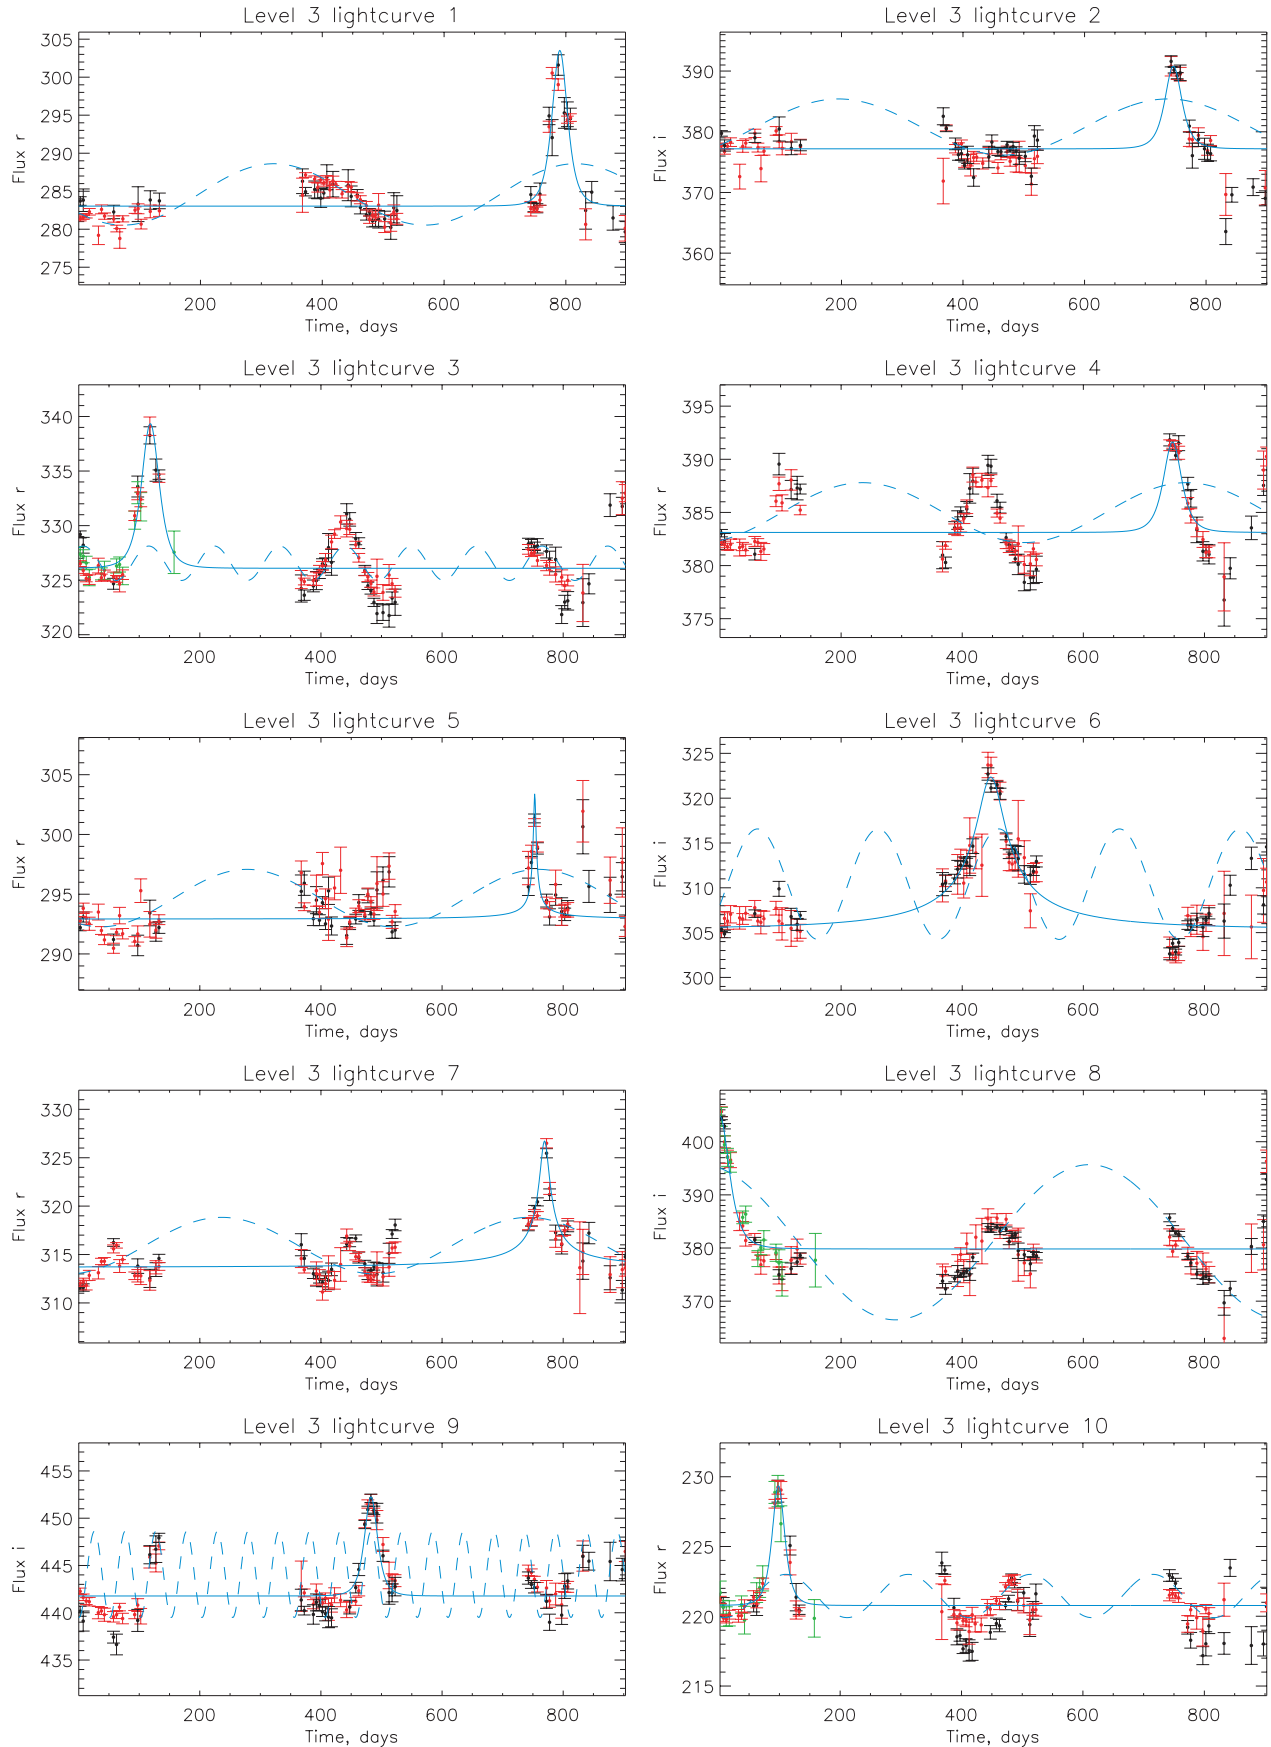 Level 3 lightcurve 1
305
300
295
290
285
280
275
Flux r
200
400
600
800
Time, days
Level 3 lightcurve 2
390
380
370
360
Flux i
200
400
600
800
Time, days
Level 3 lightcurve 3
340
335
330
325
320
Flux r
200
400
600
800
Time, days
Level 3 lightcurve 4
395
390
385
380
375
Flux r
200
400
600
800
Time, days
Level 3 lightcurve 5
305
300
295
290
Flux r
200
400
600
800
Time, days
Level 3 lightcurve 6
325
320
315
310
305
300
Flux i
200
400
600
800
Time, days
Level 3 lightcurve 7
330
325
320
315
310
Flux r
200
400
600
800
Time, days
Level 3 lightcurve 8
400
390
380
370
Flux i
200
400
600
800
Time, days
Level 3 lightcurve 9
455
450
445
440
435
Flux i
200
400
600
800
Time, days
Level 3 lightcurve 10
230
225
220
215
Flux r
200
400
600
800
Time, days